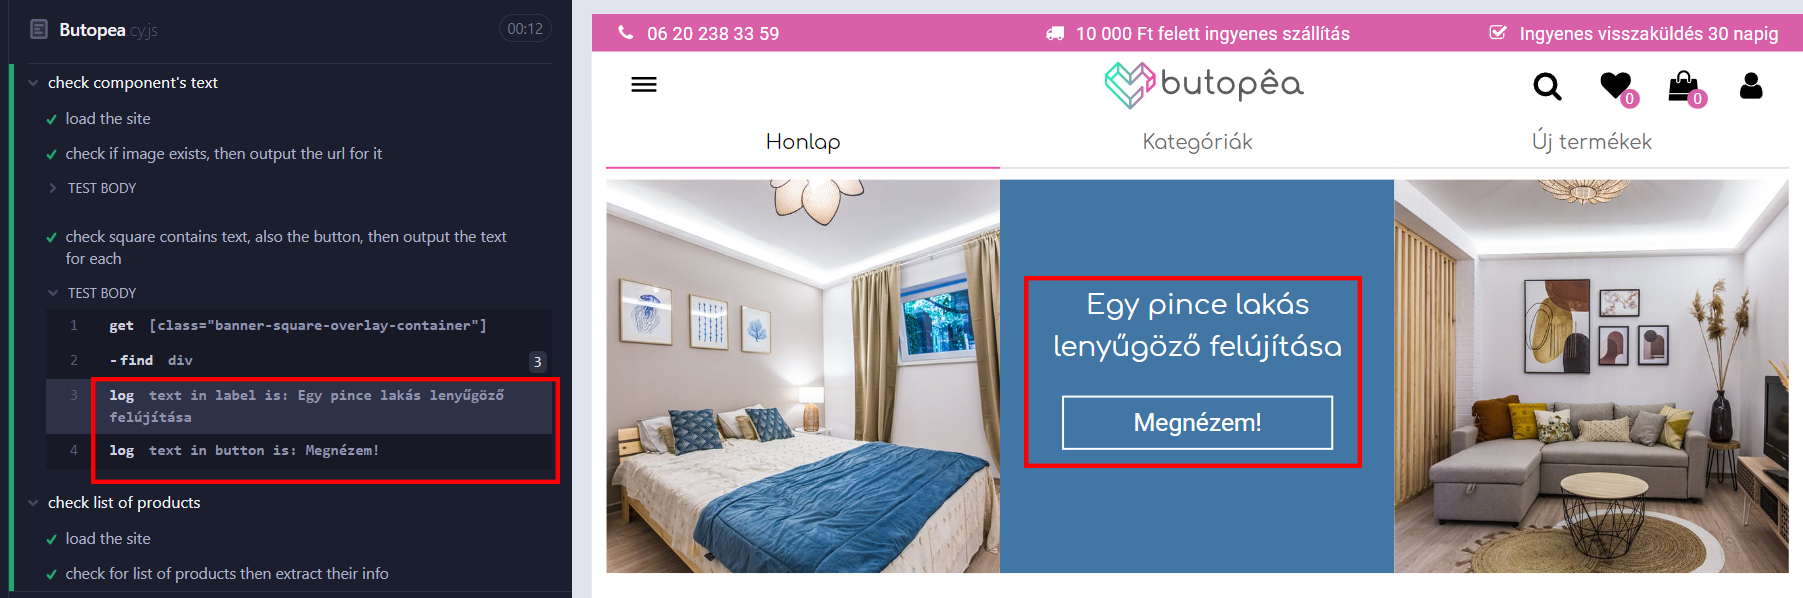 Butopea.cy.js
00:12
check component's text
load the site
check if image exists, then output the url for it
TEST BODY
check square contains text, also the button, then output the text
for each
TEST BODY
1 get [class="banner-square-overlay-container"]
2 -find div 3
3 log text in label is: Egy pince lakás lenyűgöző
felújítása
4 log text in button is: Megnézem!
check list of products
load the site
check for list of products then extract their info
06 20 238 33 59
10 000 Ft felett ingyenes szállítás
Ingyenes visszaküldés 30 napig
butopêa
0
0
Honlap
Kategóriák
Új termékek
Egy pince lakás
lenyűgöző felújítása
Megnézem!